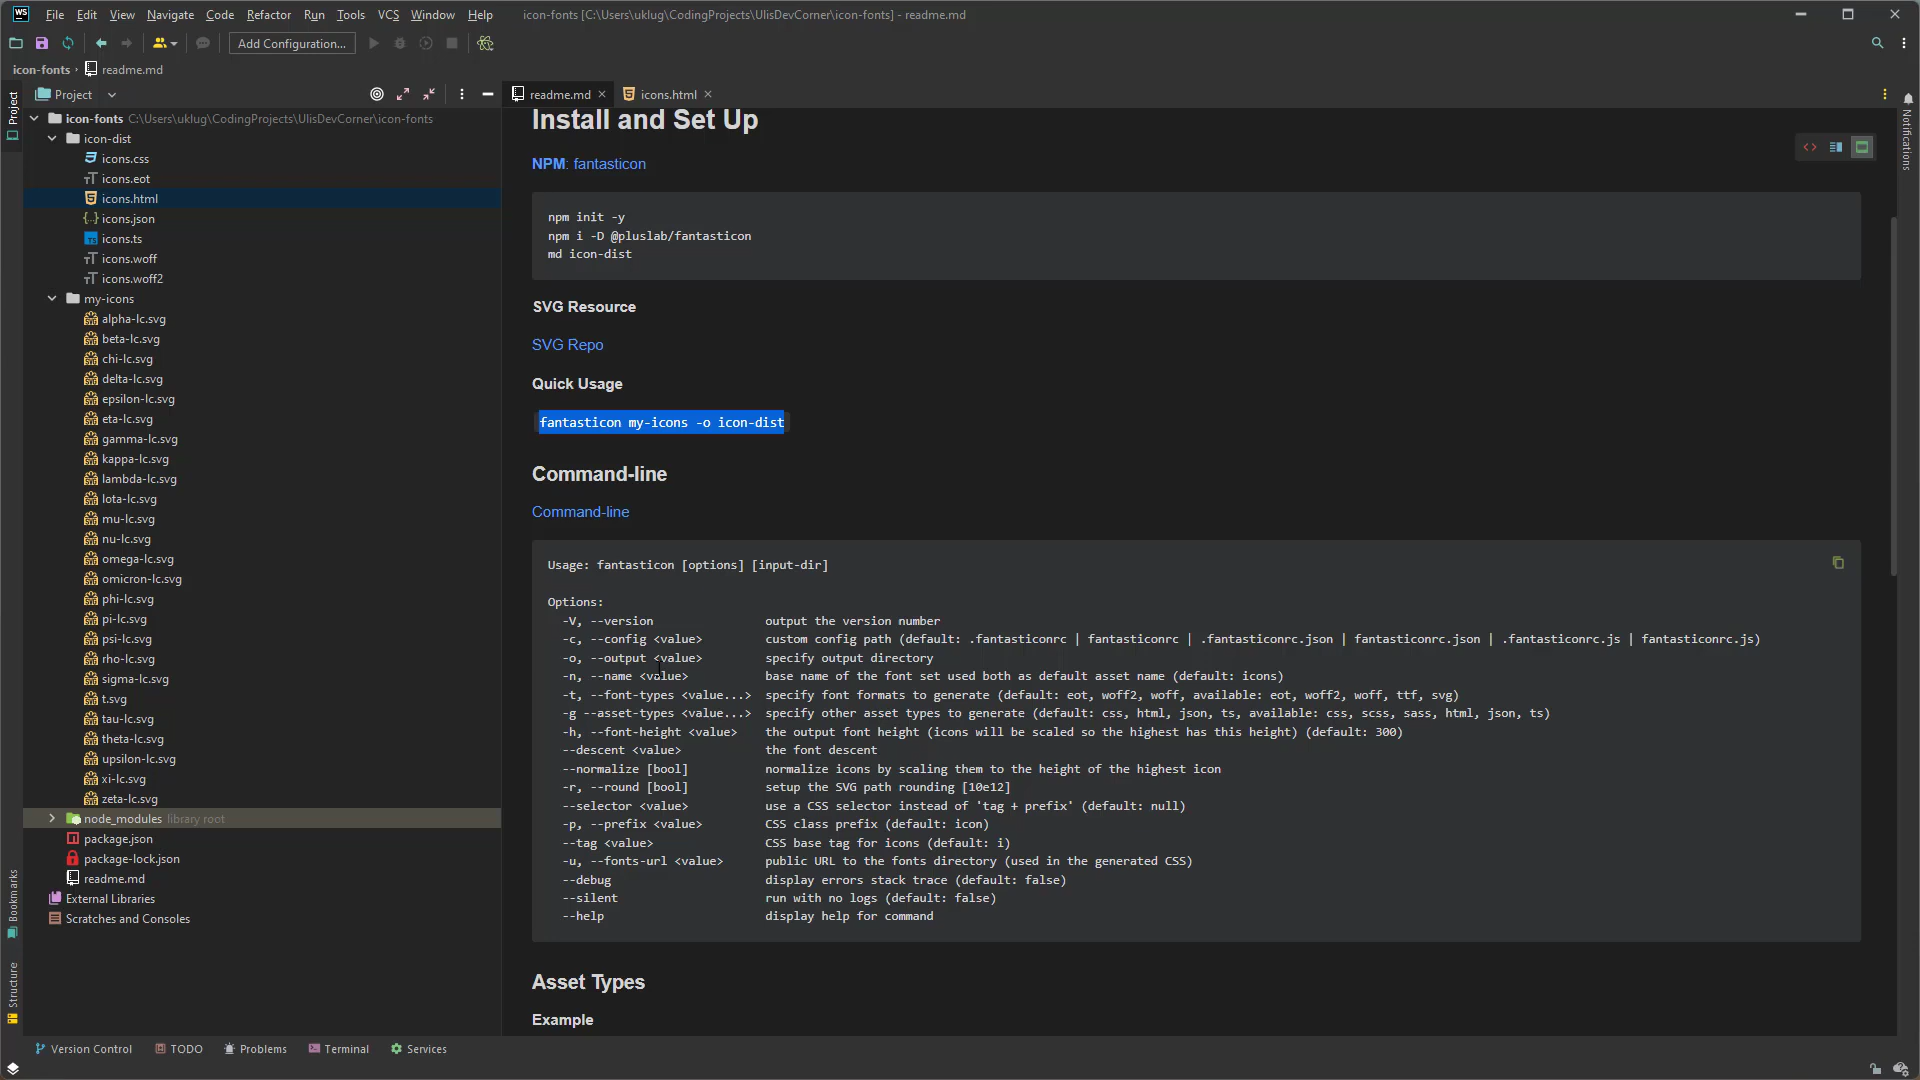 WS File Edit View Navigate Code Refactor Run Tools VCS Window Help icon-fonts [C:\Users\uklug\CodingProjects\UlisDevCorner\icon-fonts] - readme.md
Add Configuration...
icon-fonts readme.md
Project
Project
readme.md
icons.html
Notifications
icon-fonts C:\Users\uklug\CodingProjects\UlisDevCorner\icon-fonts
icon-dist
icons.css
icons.eot
icons.html
icons.json
icons.ts
icons.woff
icons.woff2
my-icons
alpha-lc.svg
beta-lc.svg
chi-lc.svg
delta-lc.svg
epsilon-lc.svg
eta-lc.svg
gamma-lc.svg
kappa-lc.svg
lambda-lc.svg
lota-lc.svg
mu-lc.svg
nu-lc.svg
omega-lc.svg
omicron-lc.svg
phi-lc.svg
pi-lc.svg
psi-lc.svg
rho-lc.svg
sigma-lc.svg
t.svg
tau-lc.svg
theta-lc.svg
upsilon-lc.svg
xi-lc.svg
zeta-lc.svg
node_modules library root
package.json
package-lock.json
readme.md
External Libraries
Scratches and Consoles
Bookmarks
Structure
Install and Set Up
NPM: fantasticon
npm init -y
npm i -D @pluslab/fantasticon
md icon-dist
SVG Resource
SVG Repo
Quick Usage
fantasticon my-icons -o icon-dist
Command-line
Command-line
Usage: fantasticon [options] [input-dir]
Options:
-V, --version output the version number
-c, --config <value> custom config path (default: .fantasticonrc | fantasticonrc | .fantasticonrc.json | fantasticonrc.json | .fantasticonrc.js | fantasticonrc.js)
-o, --output <value> specify output directory
-n, --name <value> base name of the font set used both as default asset name (default: icons)
-t, --font-types <value...> specify font formats to generate (default: eot, woff2, woff, available: eot, woff2, woff, ttf, svg)
-g --asset-types <value...> specify other asset types to generate (default: css, html, json, ts, available: css, scss, sass, html, json, ts)
-h, --font-height <value> the output font height (icons will be scaled so the highest has this height) (default: 300)
--descent <value> the font descent
--normalize [bool] normalize icons by scaling them to the height of the highest icon
-r, --round [bool] setup the SVG path rounding [10e12]
--selector <value> use a CSS selector instead of 'tag + prefix' (default: null)
-p, --prefix <value> CSS class prefix (default: icon)
--tag <value> CSS base tag for icons (default: i)
-u, --fonts-url <value> public URL to the fonts directory (used in the generated CSS)
--debug display errors stack trace (default: false)
--silent run with no logs (default: false)
--help display help for command
Asset Types
Example
Version Control TODO Problems Terminal Services